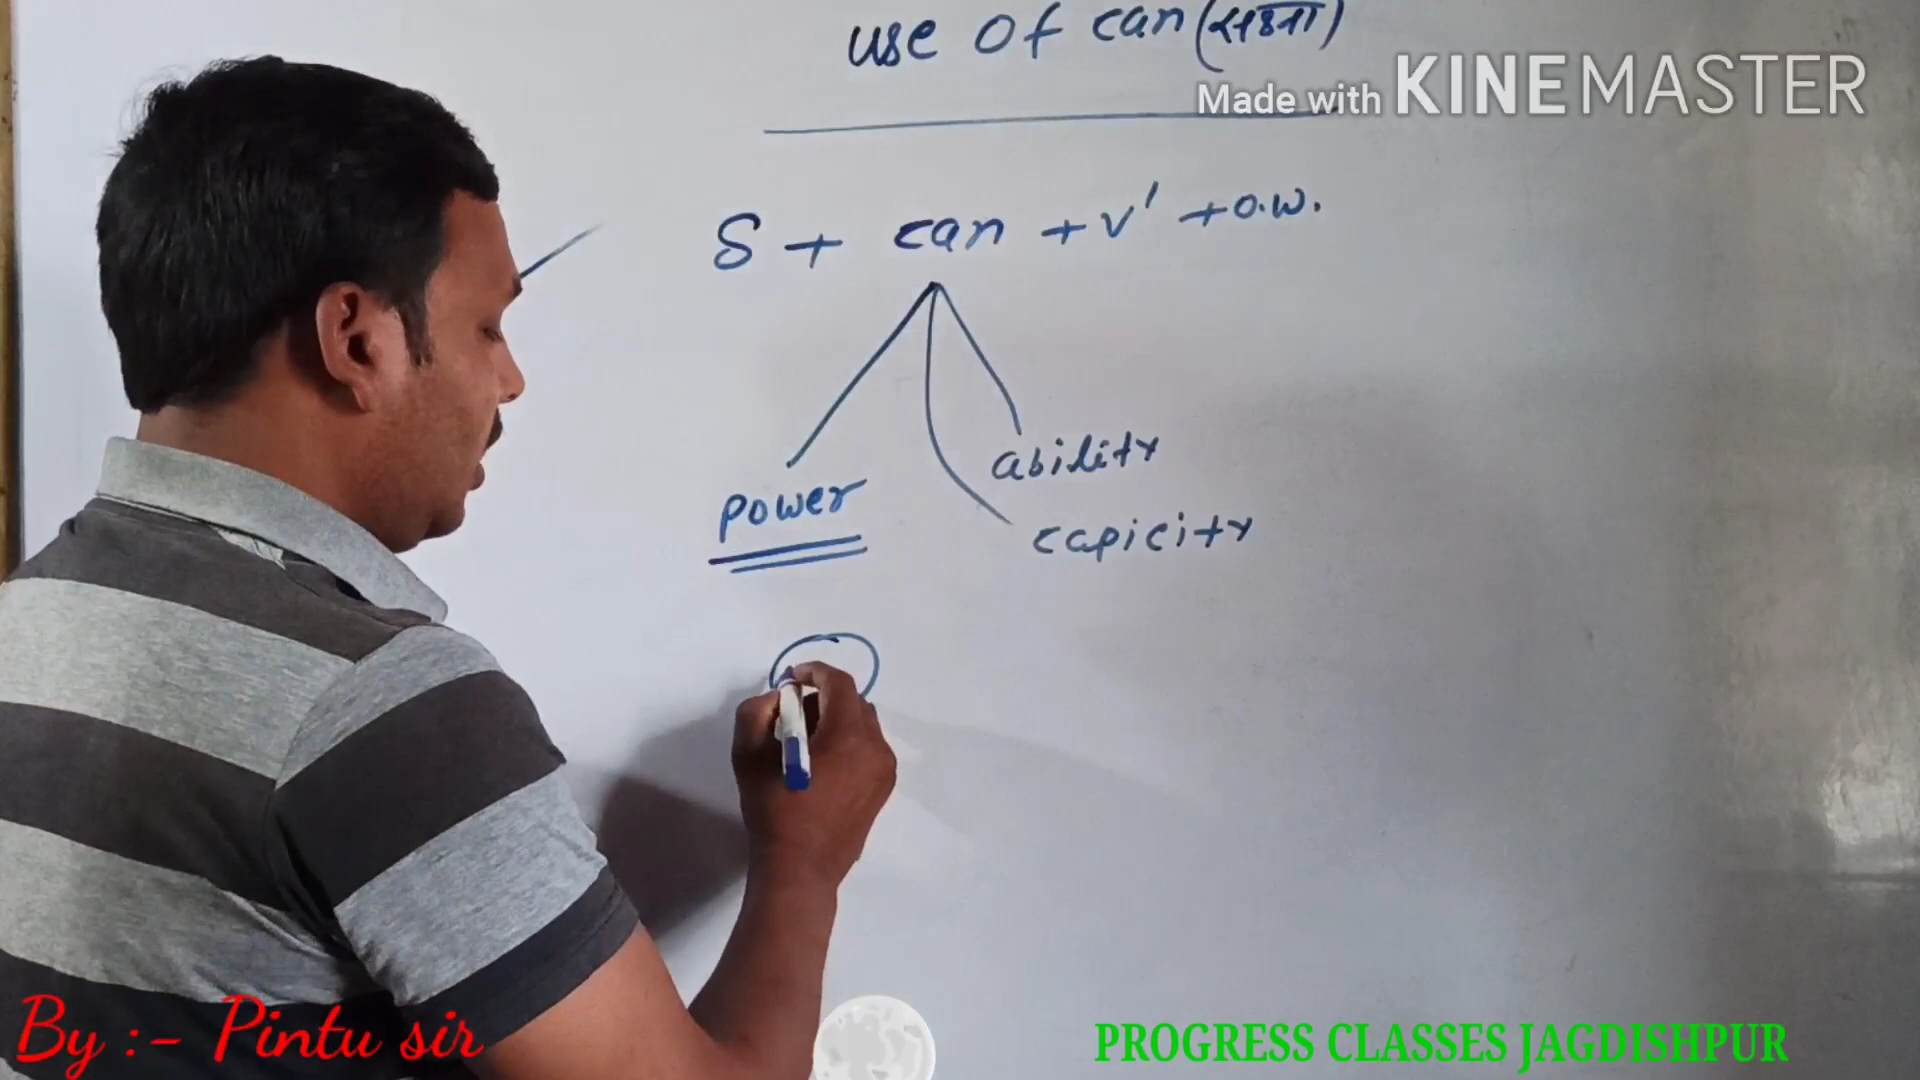 use of can (सकना)
Made with KINEMASTER
S + can + v' + o.w.
ability
power
capicity
By :- Pintu sir
PROGRESS CLASSES JAGDISHPUR